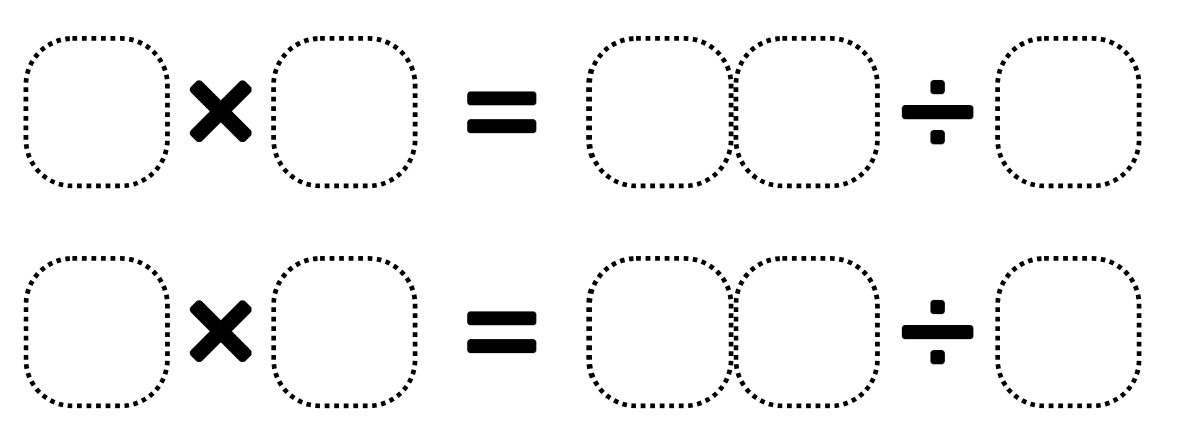 × = ÷
× = ÷